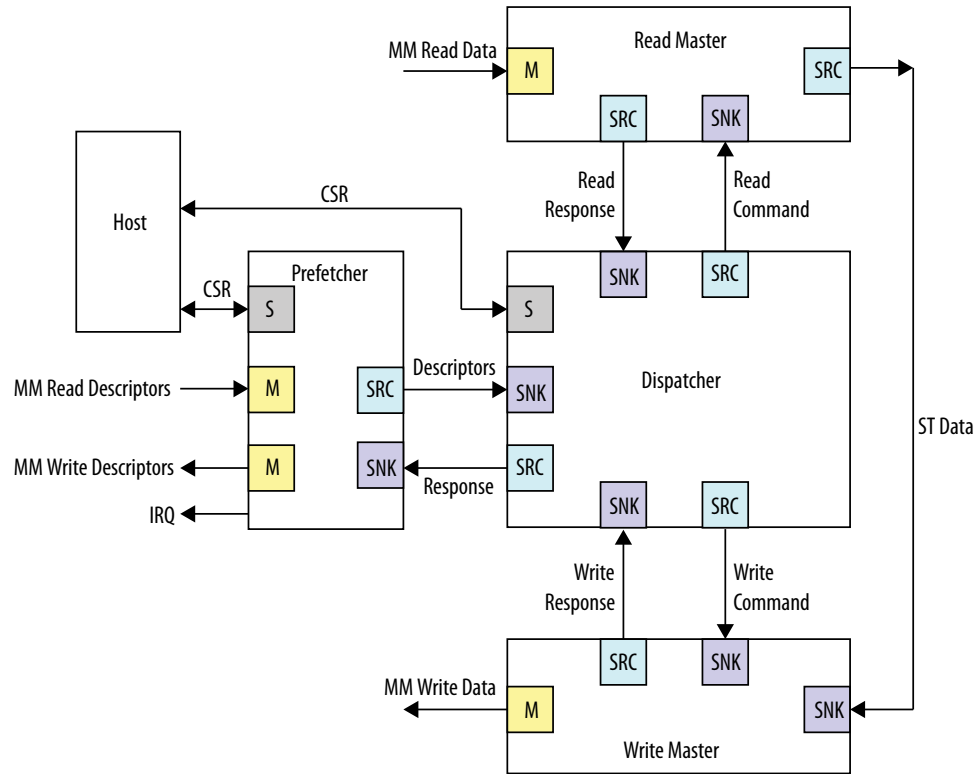 Read Master
MM Read Data
M
SRC
SRC
SNK
Read
Response
Read
Command
CSR
Host
Prefetcher
SNK
SRC
CSR
S
S
Descriptors
Dispatcher
MM Read Descriptors
M
SRC
SNK
ST Data
MM Write Descriptors
M
SNK
Response
SRC
IRQ
SNK
SRC
Write
Response
Write
Command
SRC
SNK
MM Write Data
M
SNK
Write Master